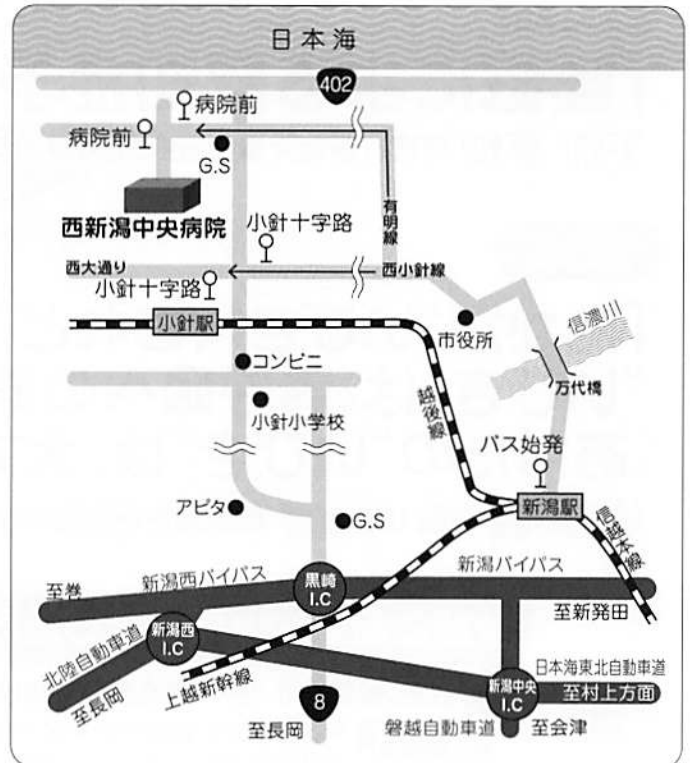 日本海
402
病院前
病院前
G.S
西新潟中央病院
有明線
小針十字路
西大通り
西小針線
小針十字路
小針駅
市役所
信濃川
万代橋
コンビニ
越後線
小針小学校
バス始発
アピタ
G.S
新潟駅
信越本線
新潟西バイパス
黒崎
I.C
新潟バイパス
至巻
至新発田
北陸自動車道
新潟西
I.C
日本海東北自動車道
至長岡
上越新幹線
新潟中央
I.C
至村上方面
8
至長岡
磐越自動車道
至会津